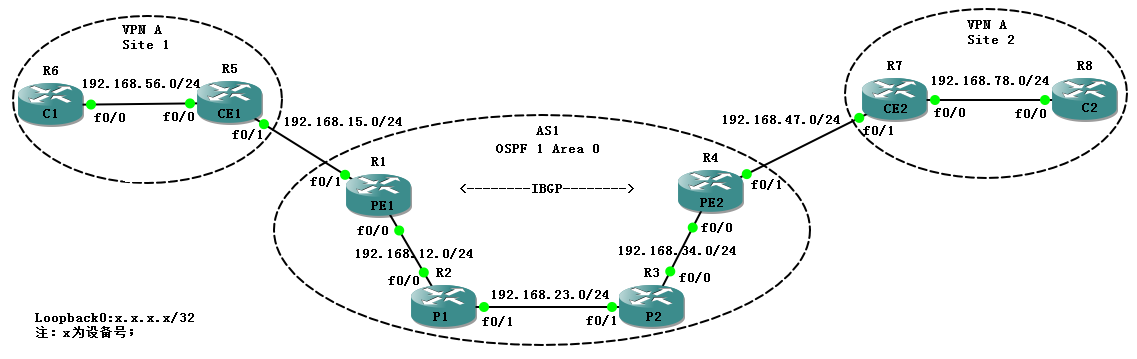 VPN A
Site 1
R6
192.168.56.0/24
R5
C1
f0/0
f0/0
CE1
f0/1
192.168.15.0/24
VPN A
Site 2
R7
192.168.78.0/24
R8
CE2
f0/0
f0/0
C2
192.168.47.0/24
f0/1
AS1
OSPF 1 Area 0
R1
f0/1
PE1
f0/0
<--------IBGP-------->
R4
f0/1
PE2
f0/0
192.168.12.0/24
f0/0
R2
P1
f0/1
192.168.23.0/24
192.168.34.0/24
R3
f0/0
f0/1
P2
Loopback0:x.x.x.x/32
注：x为设备号；